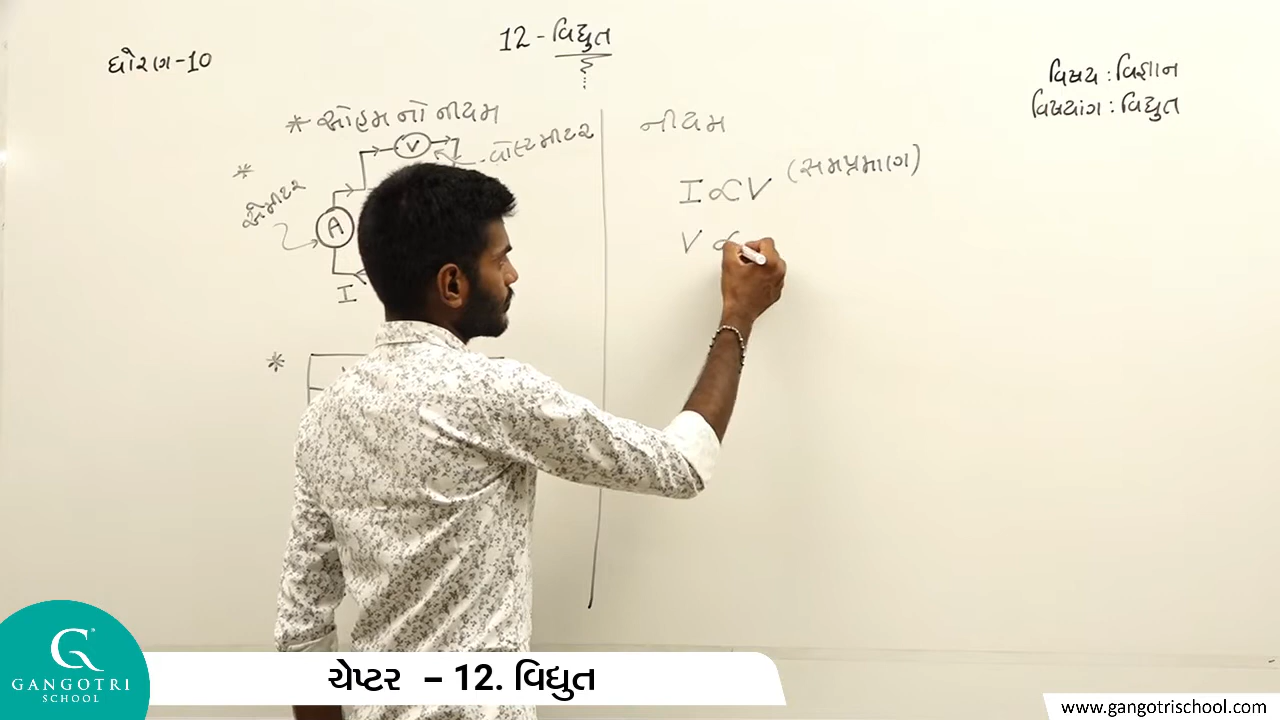 ધોરણ-10
12 - વિદ્યુત
વિષય : વિજ્ઞાન
વિષયાંગ : વિદ્યુત
* ઓહમ નો નીયમ
V
વોલ્ટ મીટર
*
એમીટર
A
I
*
નીયમ
I ∝ V (સમપ્રમાણ)
V ∝
GANGOTRI
SCHOOL
ચેપ્ટર – 12. વિદ્યુત
www.gangotrischool.com